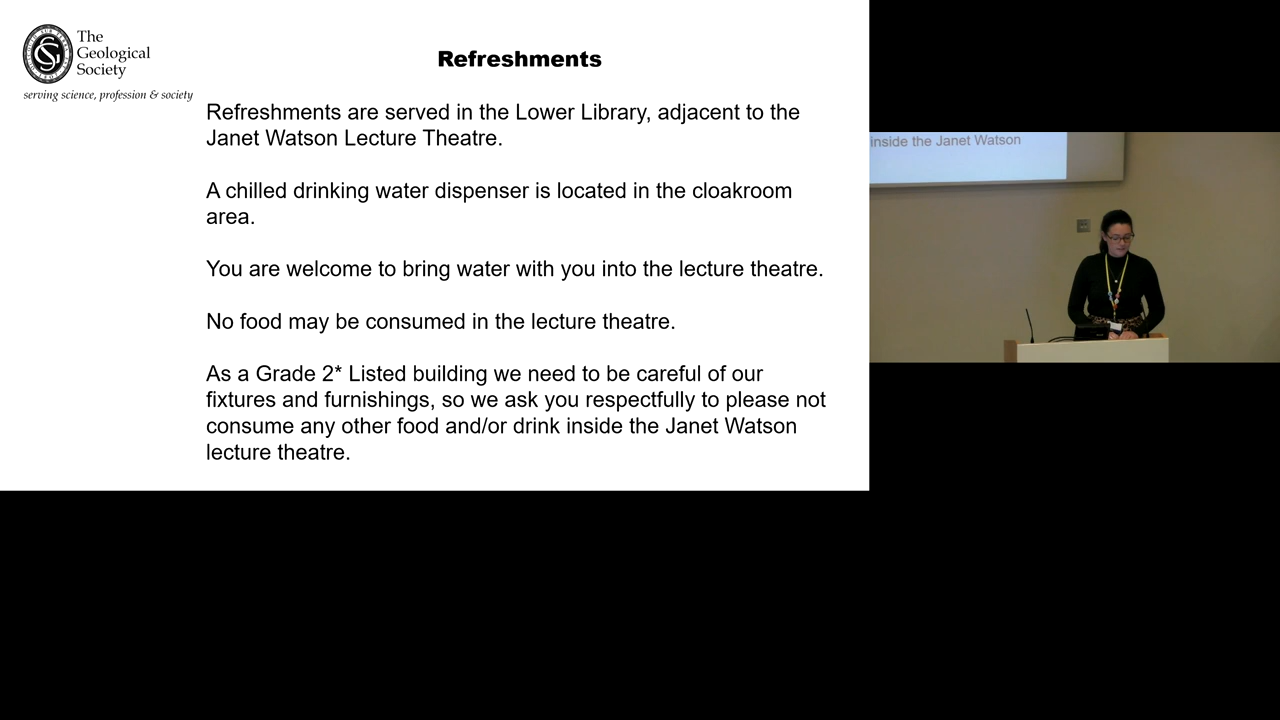 The
Geological
Society
serving science, profession & society
Refreshments
Refreshments are served in the Lower Library, adjacent to the
Janet Watson Lecture Theatre.
A chilled drinking water dispenser is located in the cloakroom
area.
You are welcome to bring water with you into the lecture theatre.
No food may be consumed in the lecture theatre.
As a Grade 2* Listed building we need to be careful of our
fixtures and furnishings, so we ask you respectfully to please not
consume any other food and/or drink inside the Janet Watson
lecture theatre.
inside the Janet Watson